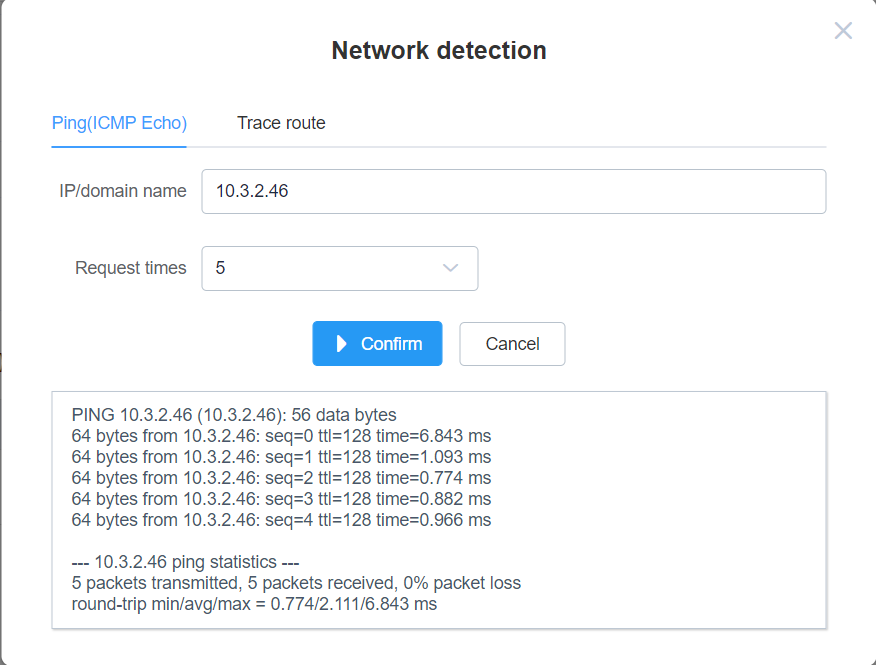 Network detection
Ping(ICMP Echo)
Trace route
IP/domain name
10.3.2.46
Request times
5
Confirm
Cancel
PING 10.3.2.46 (10.3.2.46): 56 data bytes
64 bytes from 10.3.2.46: seq=0 ttl=128 time=6.843 ms
64 bytes from 10.3.2.46: seq=1 ttl=128 time=1.093 ms
64 bytes from 10.3.2.46: seq=2 ttl=128 time=0.774 ms
64 bytes from 10.3.2.46: seq=3 ttl=128 time=0.882 ms
64 bytes from 10.3.2.46: seq=4 ttl=128 time=0.966 ms
--- 10.3.2.46 ping statistics ---
5 packets transmitted, 5 packets received, 0% packet loss
round-trip min/avg/max = 0.774/2.111/6.843 ms